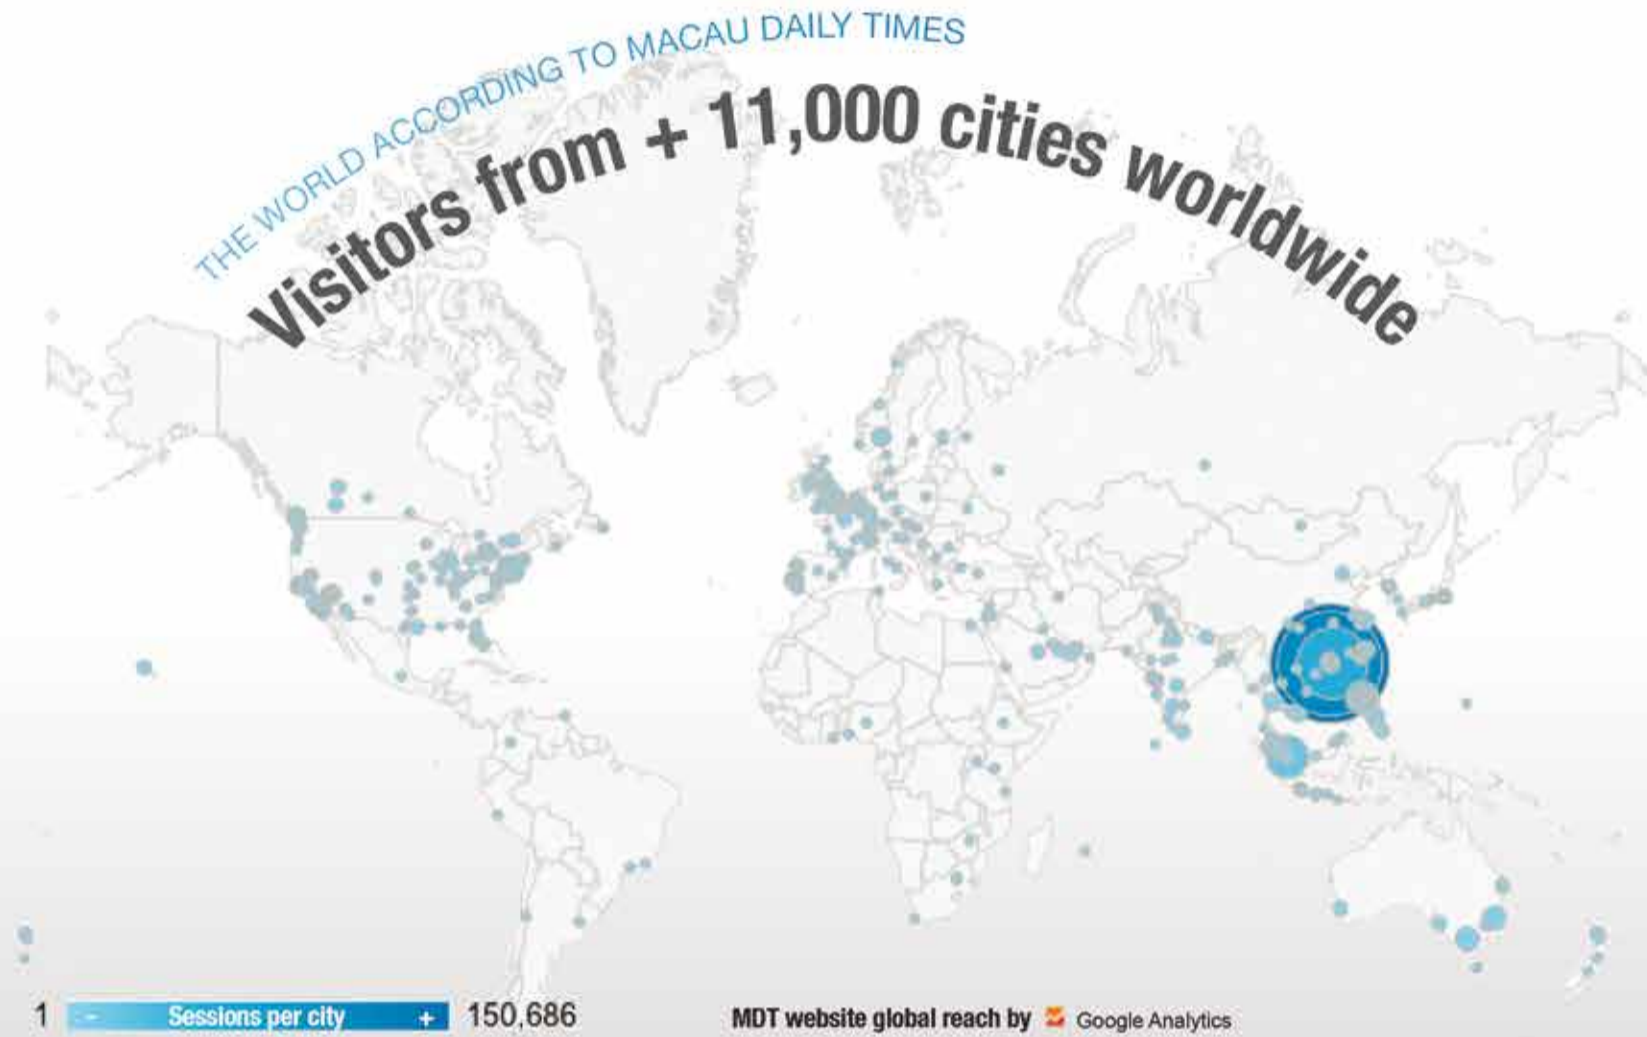 THE WORLD ACCORDING TO MACAU DAILY TIMES
Visitors from + 11,000 cities worldwide
1 - Sessions per city + 150,686
MDT website global reach by Google Analytics